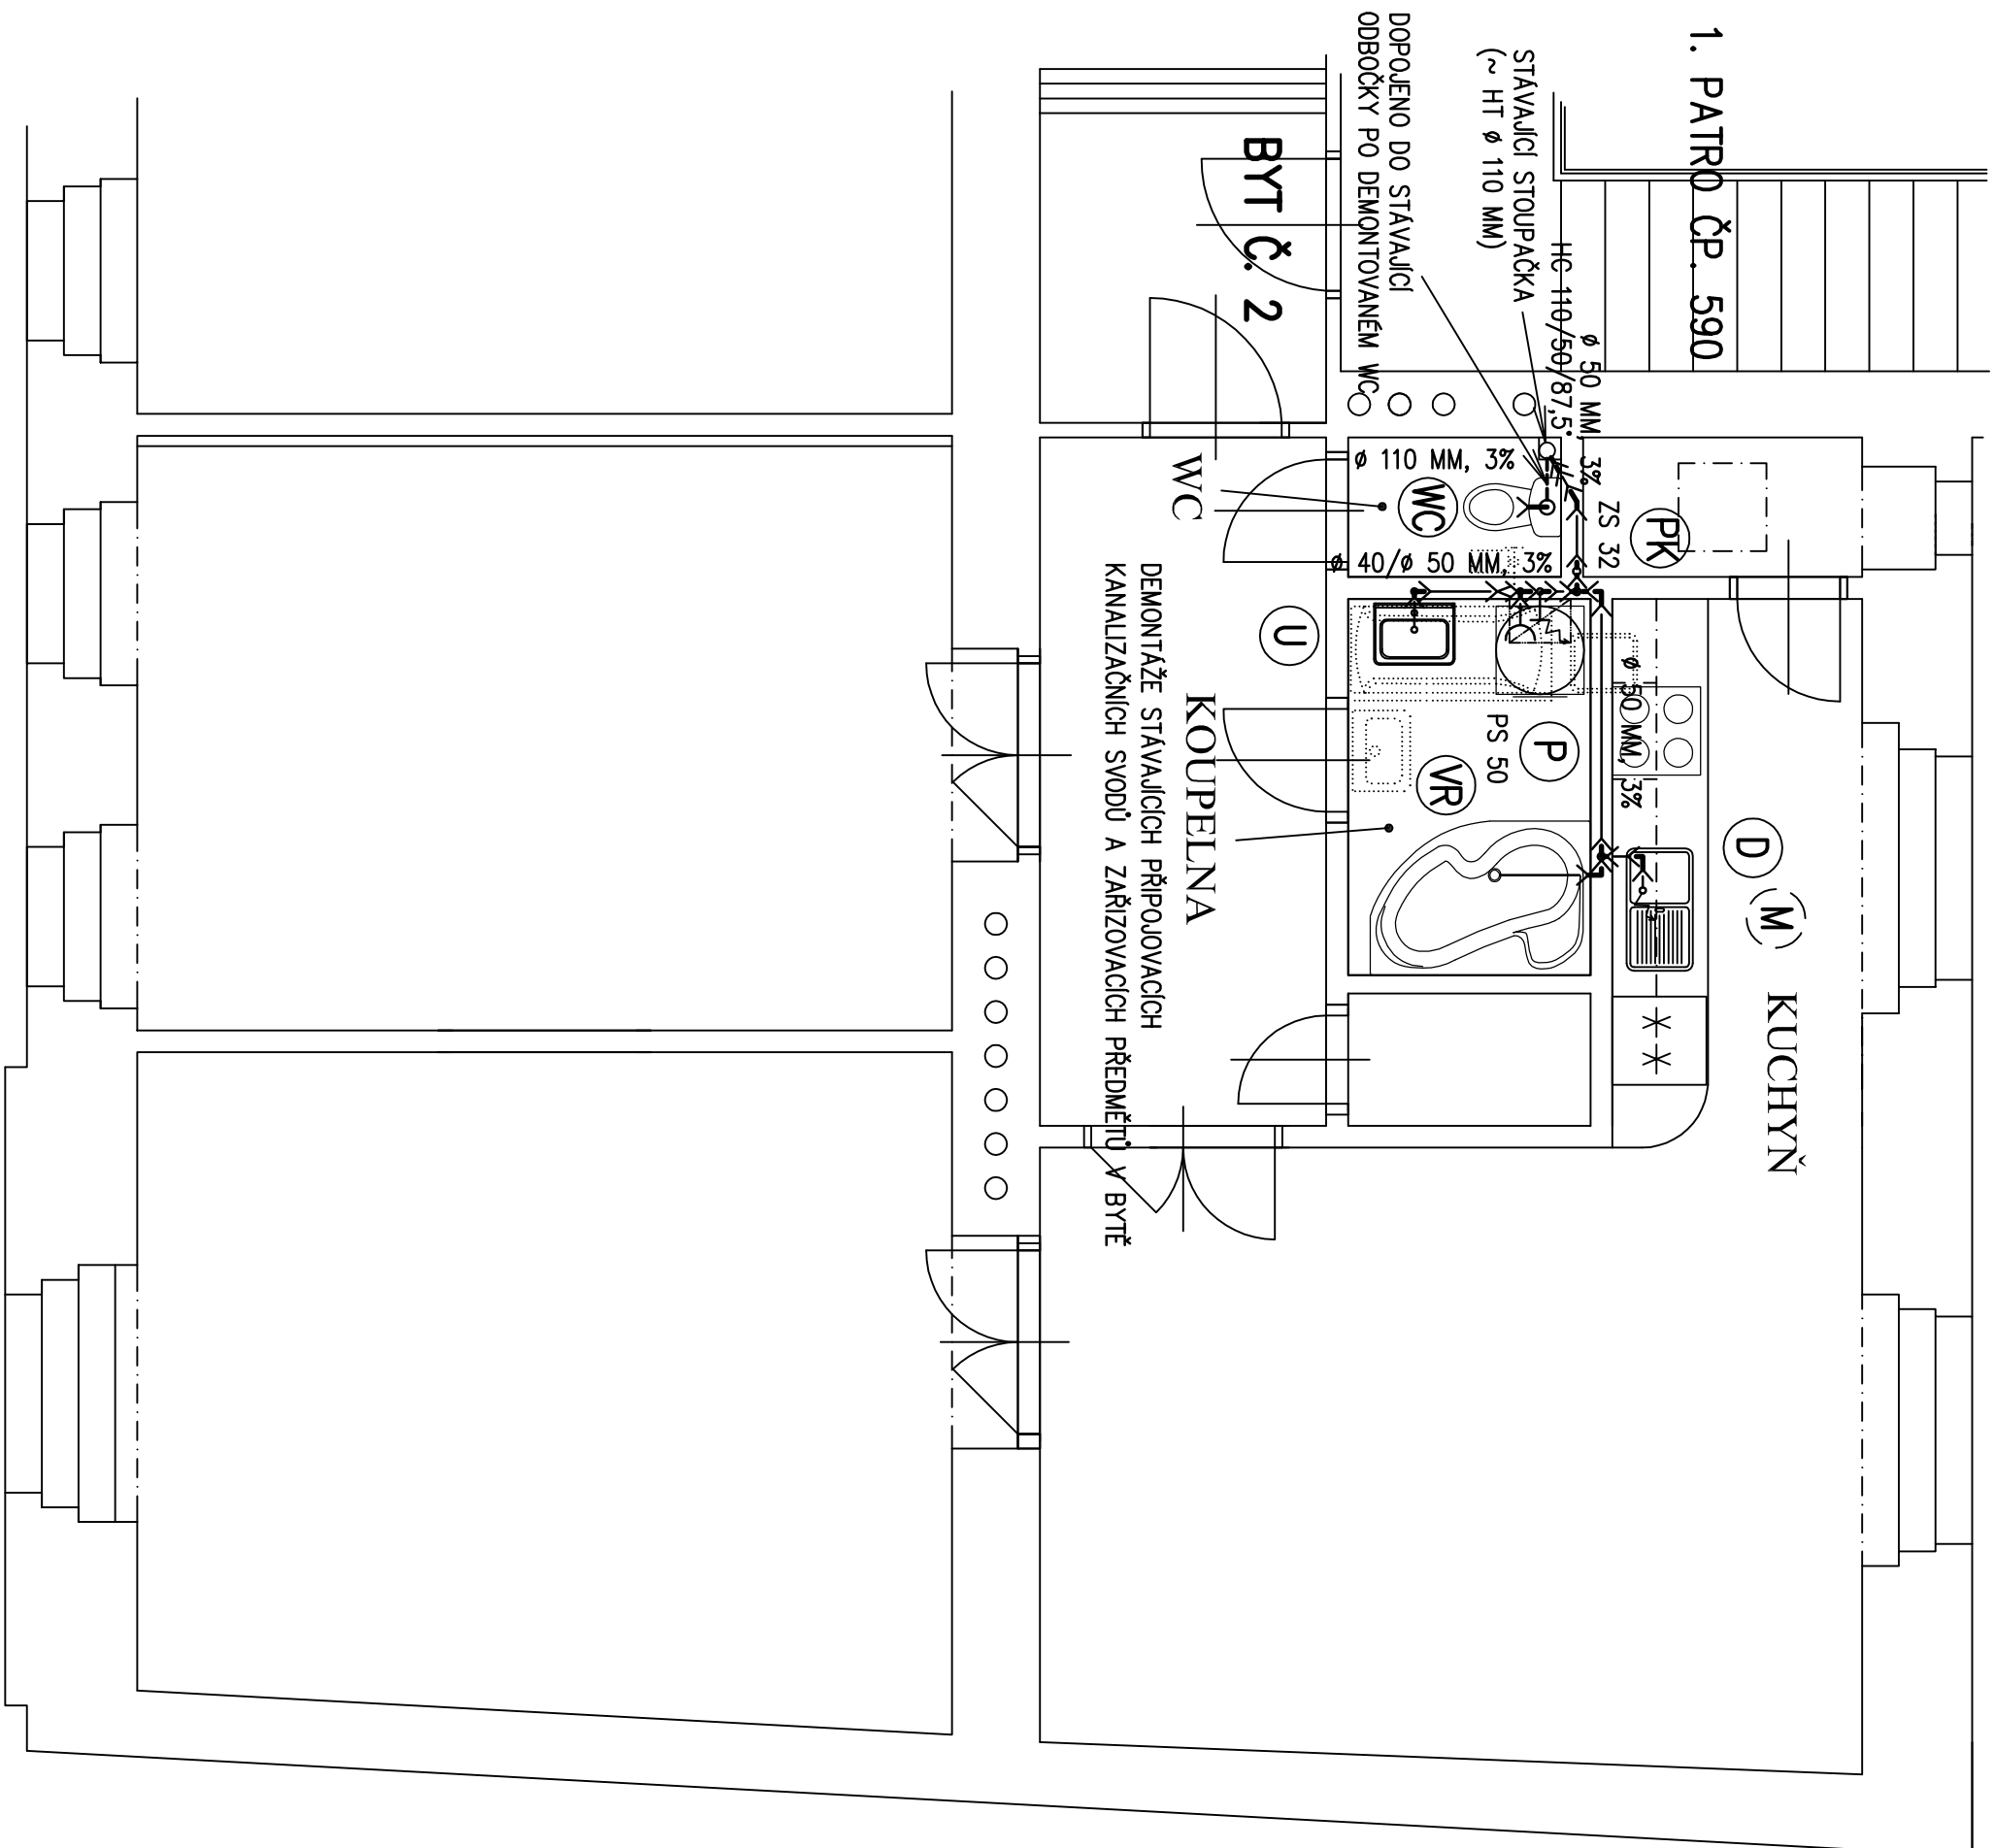 1. PATRO ČP. 590
STÁVAJÍCÍ STOUPAČKA
(~ HT ø 110 MM)
DOPOJENO DO STÁVAJÍCÍ
ODBOČKY PO DEMONTOVANÉM WC
BYT Č. 2
ø 50 MM, 3%
HC 110/50/87,5°
ø 110 MM, 3%
WC
WC
ZS 32
PK
ø 40/ø 50 MM, 3%
U
ø 50 MM, 3%
P
PS 50
VR
D
M
KUCHYŇ
KOUPELNA
DEMONTÁŽE STÁVAJÍCÍCH PŘIPOJOVACÍCH
KANALIZAČNÍCH SVODŮ A ZAŘIZOVACÍCH PŘEDMĚTŮ V BYTĚ